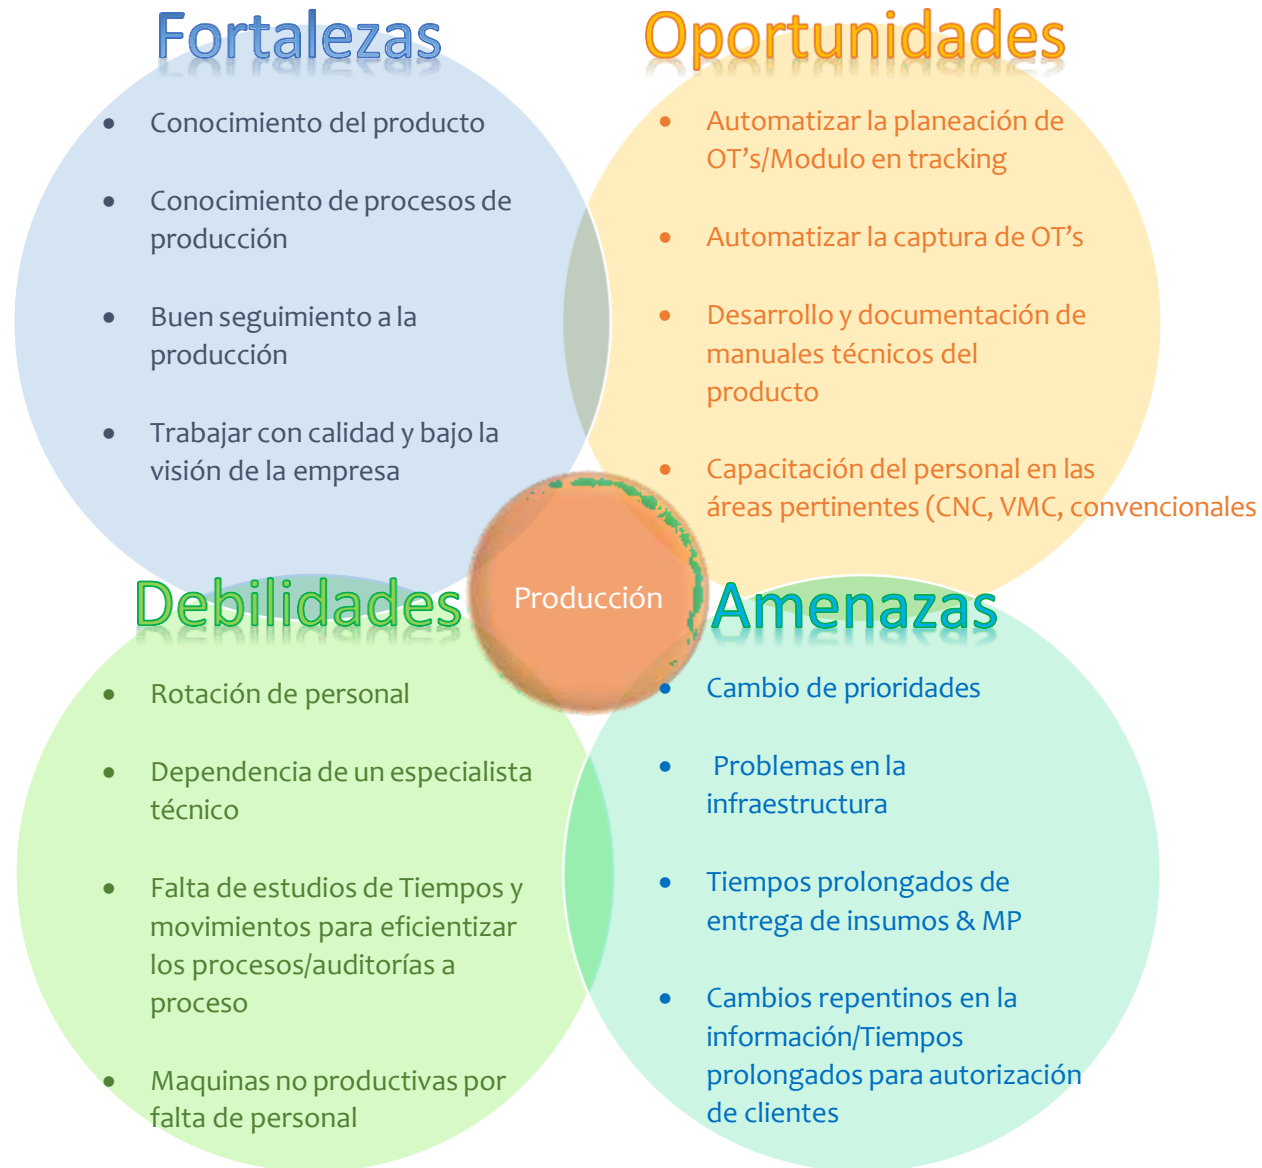 Fortalezas
• Conocimiento del producto
• Conocimiento de procesos de
producción
• Buen seguimiento a la
producción
• Trabajar con calidad y bajo la
visión de la empresa
Oportunidades
• Automatizar la planeación de
OT’s/Modulo en tracking
• Automatizar la captura de OT’s
• Desarrollo y documentación de
manuales técnicos del
producto
• Capacitación del personal en las
áreas pertinentes (CNC, VMC, convencionales
Producción
Debilidades
• Rotación de personal
• Dependencia de un especialista
técnico
• Falta de estudios de Tiempos y
movimientos para eficientizar
los procesos/auditorías a
proceso
• Maquinas no productivas por
falta de personal
Amenazas
• Cambio de prioridades
• Problemas en la
infraestructura
• Tiempos prolongados de
entrega de insumos & MP
• Cambios repentinos en la
información/Tiempos
prolongados para autorización
de clientes